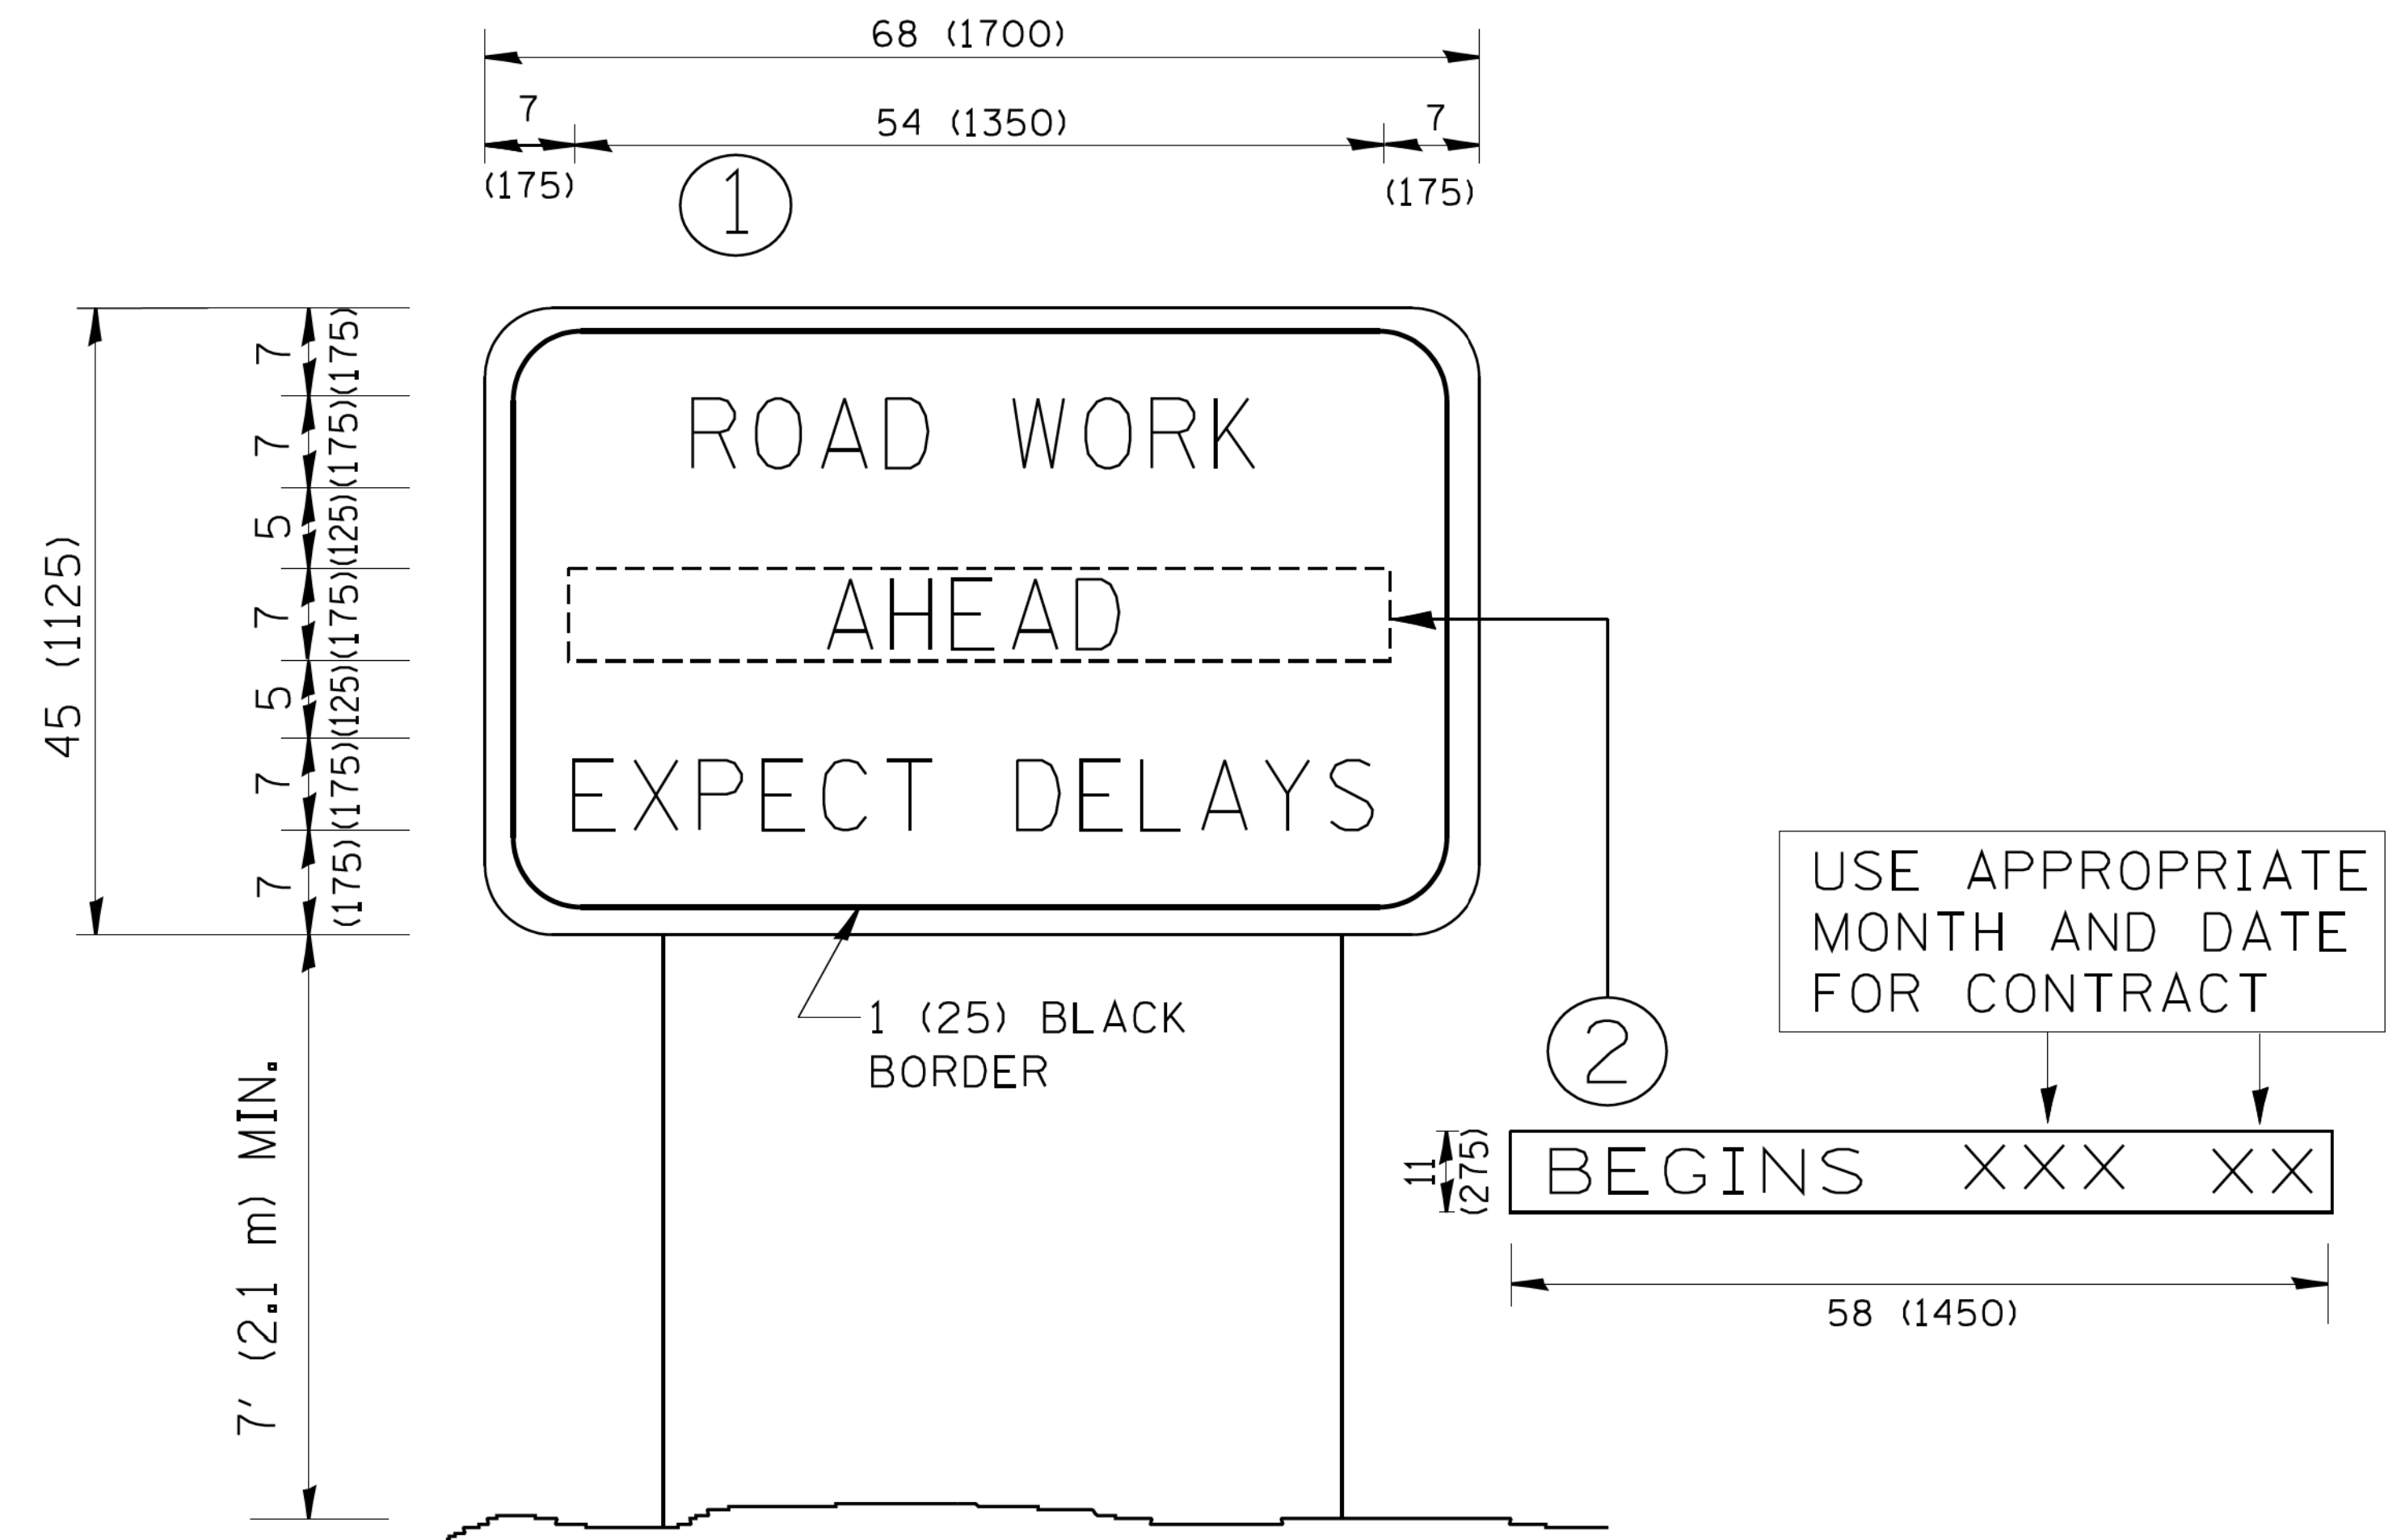 68 (1700)
7
54 (1350)
7
(175)
(175)
1
45 (1125)
7 (175)
7 (175)
5 (125)
7 (175)
5 (125)
7 (175)
7 (175)
7' (2.1 m) MIN.
ROAD WORK
AHEAD
EXPECT DELAYS
1 (25) BLACK
BORDER
2
USE APPROPRIATE
MONTH AND DATE
FOR CONTRACT
11
(275)
BEGINS XXX XX
58 (1450)